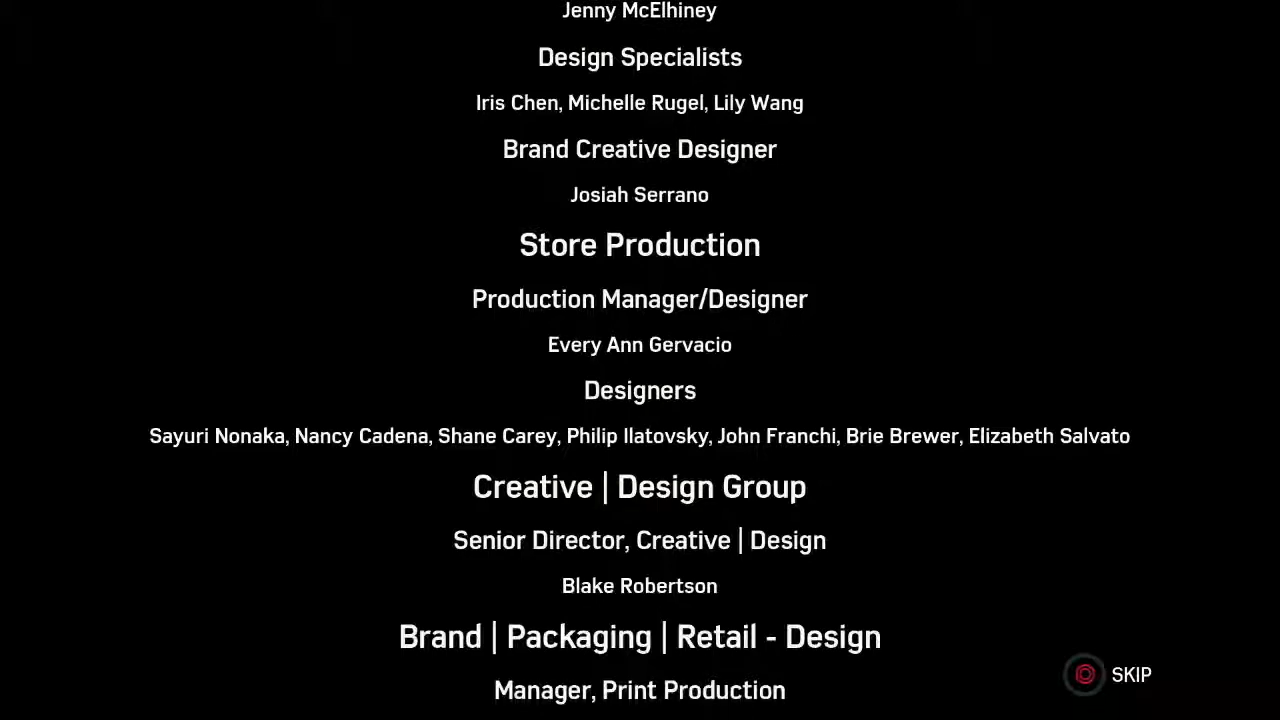 Jenny McElhiney
Design Specialists
Iris Chen, Michelle Rugel, Lily Wang
Brand Creative Designer
Josiah Serrano
Store Production
Production Manager/Designer
Every Ann Gervacio
Designers
Sayuri Nonaka, Nancy Cadena, Shane Carey, Philip Ilatovsky, John Franchi, Brie Brewer, Elizabeth Salvato
Creative | Design Group
Senior Director, Creative | Design
Blake Robertson
Brand | Packaging | Retail - Design
SKIP
Manager, Print Production